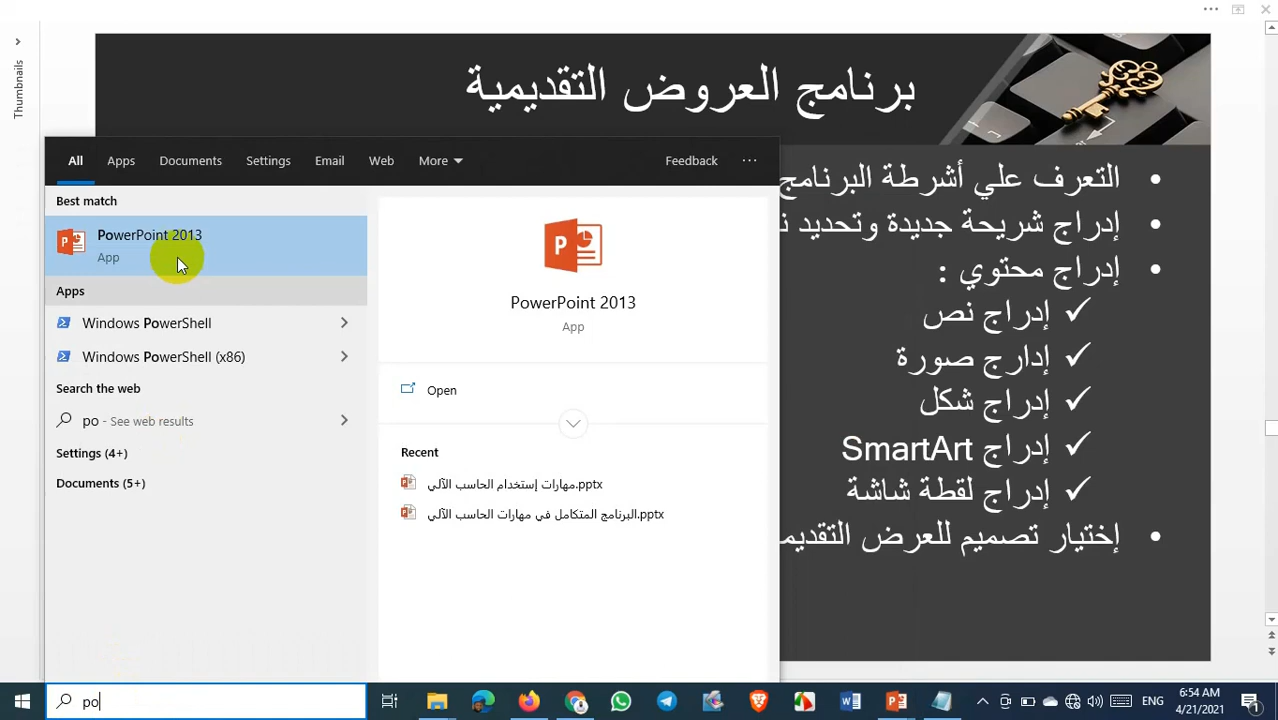 Thumbnails
برنامج العروض التقديمية
التعرف علي أشرطة البرنامج
إدراج شريحة جديدة وتحديد
إدراج محتوي :
إدراج نص
إدارج صورة
إدراج شكل
إدراج SmartArt
إدراج لقطة شاشة
إختيار تصميم للعرض التقديم
All
Apps
Documents
Settings
Email
Web
More
Feedback
Best match
PowerPoint 2013
App
Apps
Windows PowerShell
Windows PowerShell (x86)
Search the web
po - See web results
Settings (4+)
Documents (5+)
PowerPoint 2013
App
Open
Recent
مهارات إستخدام الحاسب الآلي.pptx
البرنامج المتكامل في مهارات الحاسب الآلي.pptx
po
ENG
6:54 AM
4/21/2021